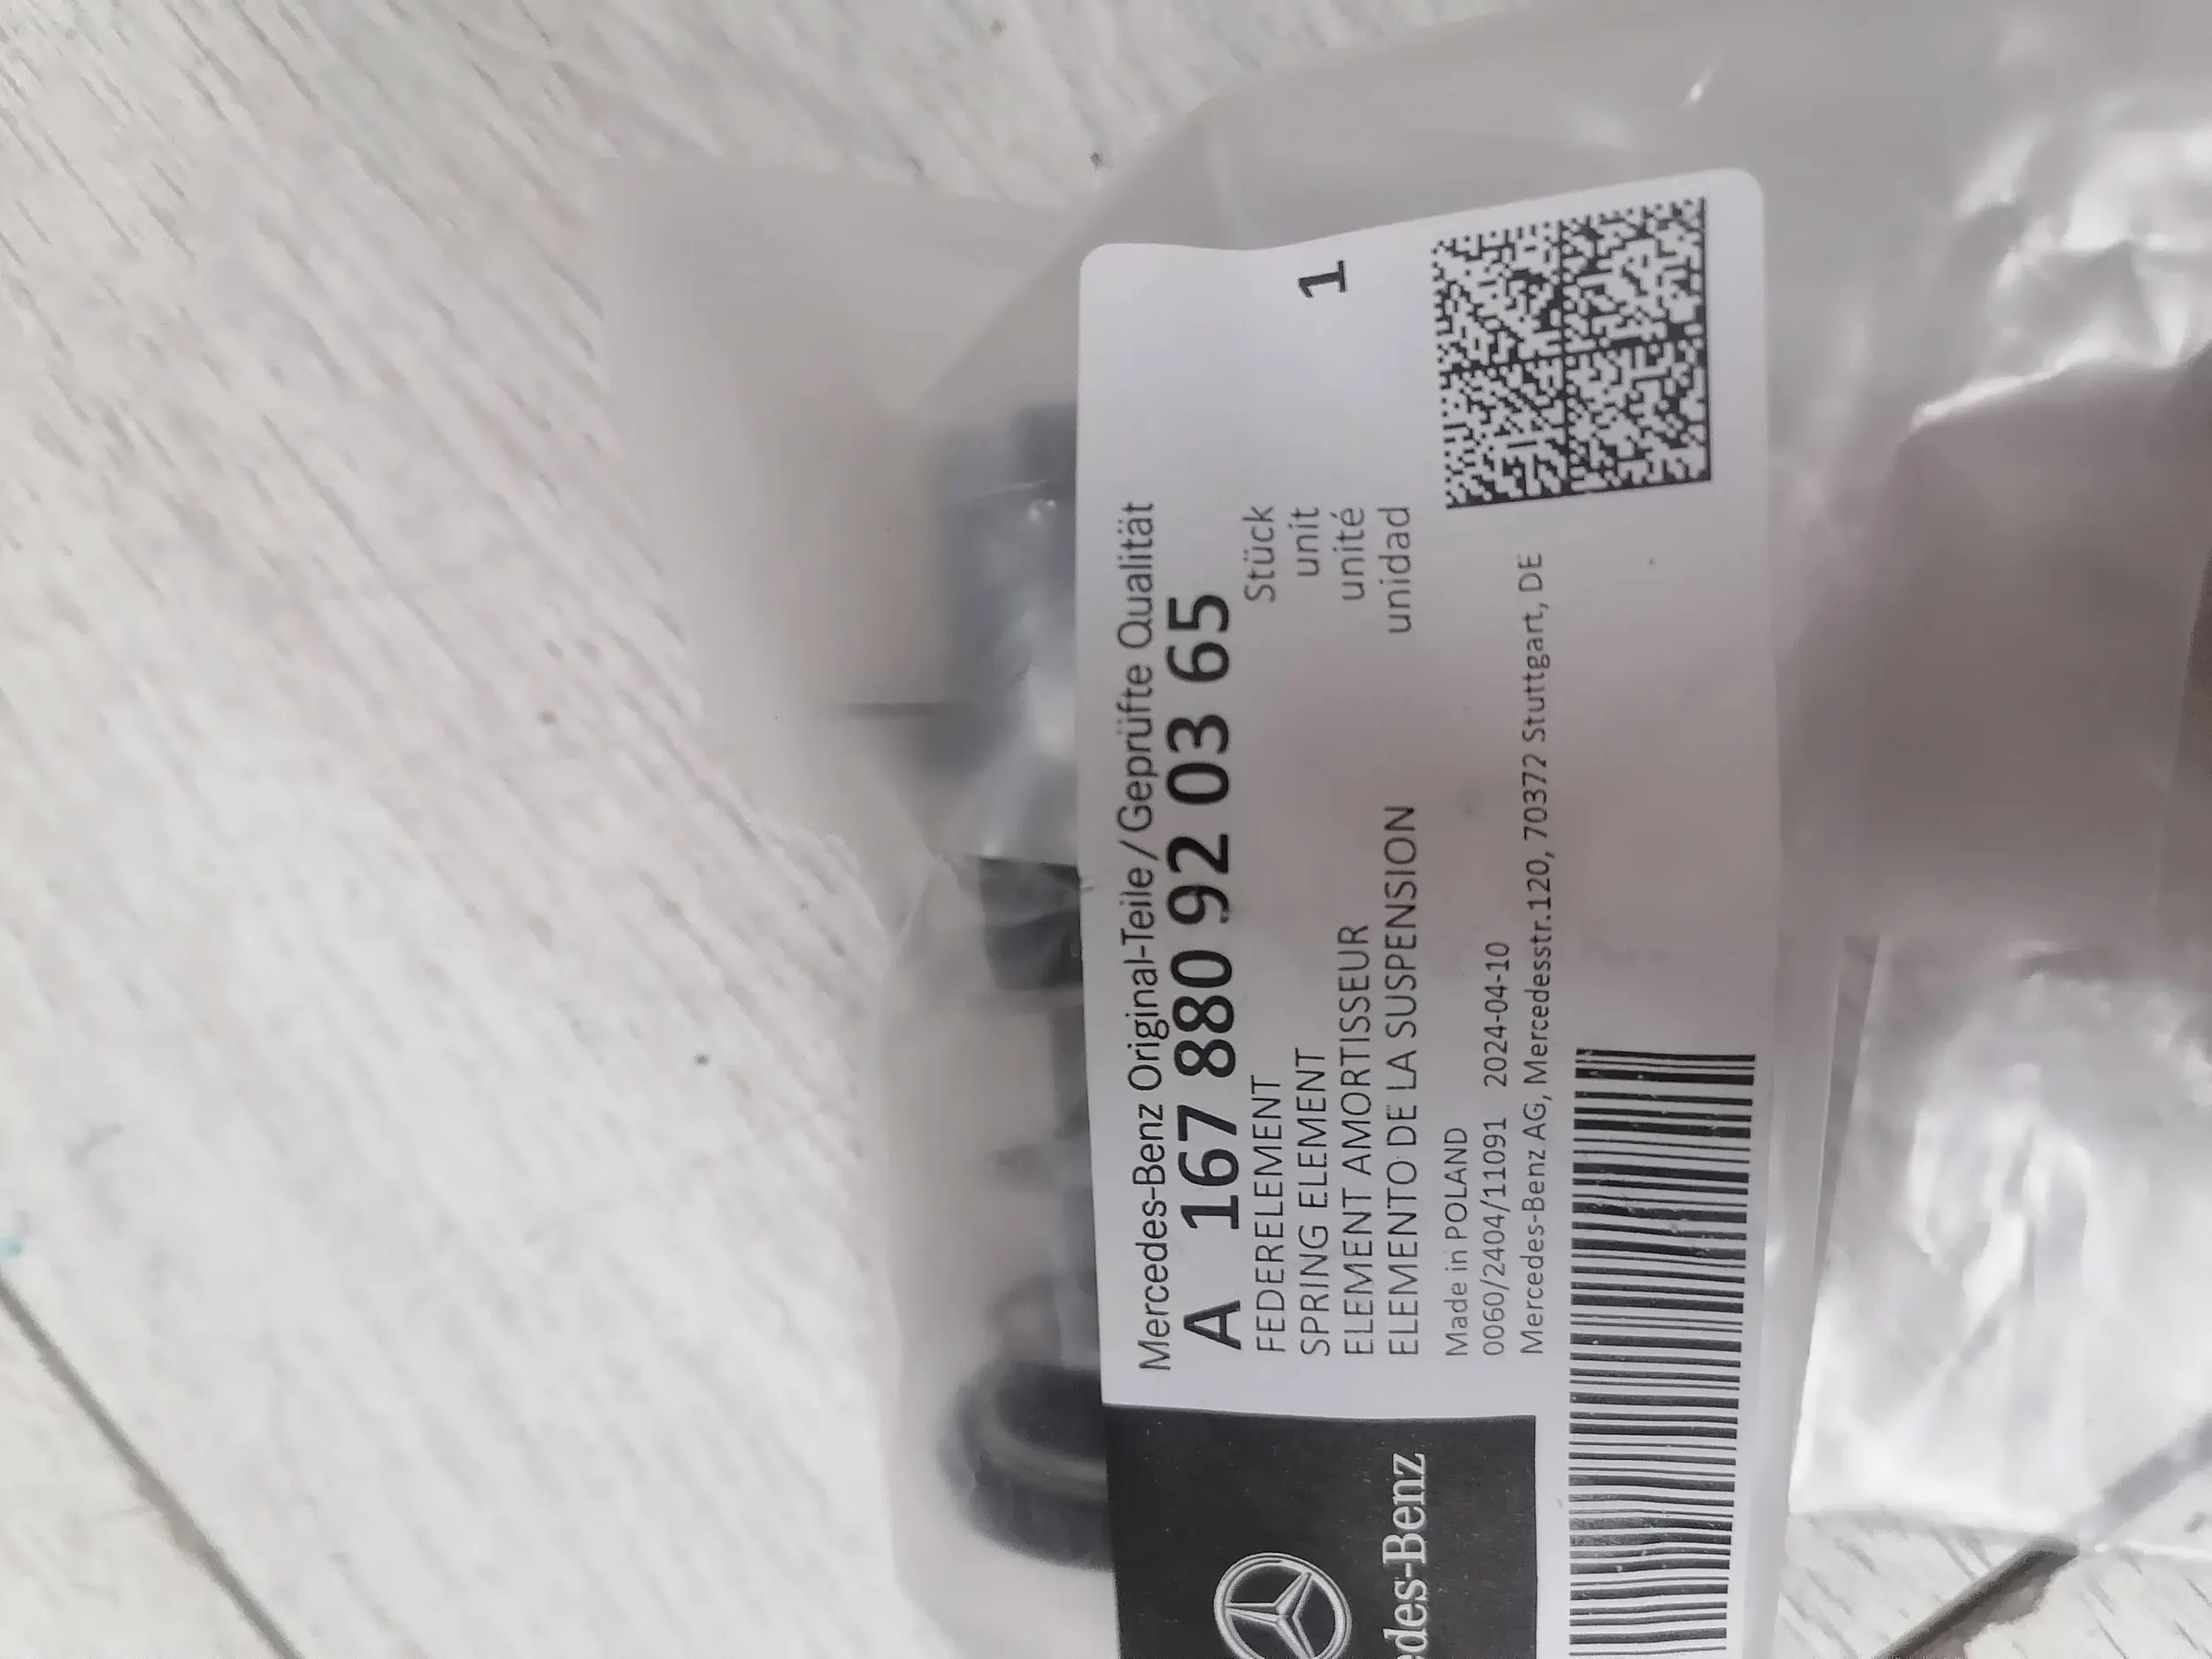 Mercedes-Benz Original-Teile/Geprüfte Qualität
A 167 880 92 03 65
FEDERELEMENT
SPRING ELEMENT
ELEMENT AMORTISSEUR
ELEMENTO DE LA SUSPENSION
Stück
unit
unité
unidad
1
Made in POLAND
0060/2404/11091 2024-04-10
Mercedes-Benz AG, Mercedesstr.120, 70372 Stuttgart, DE
edes-Benz